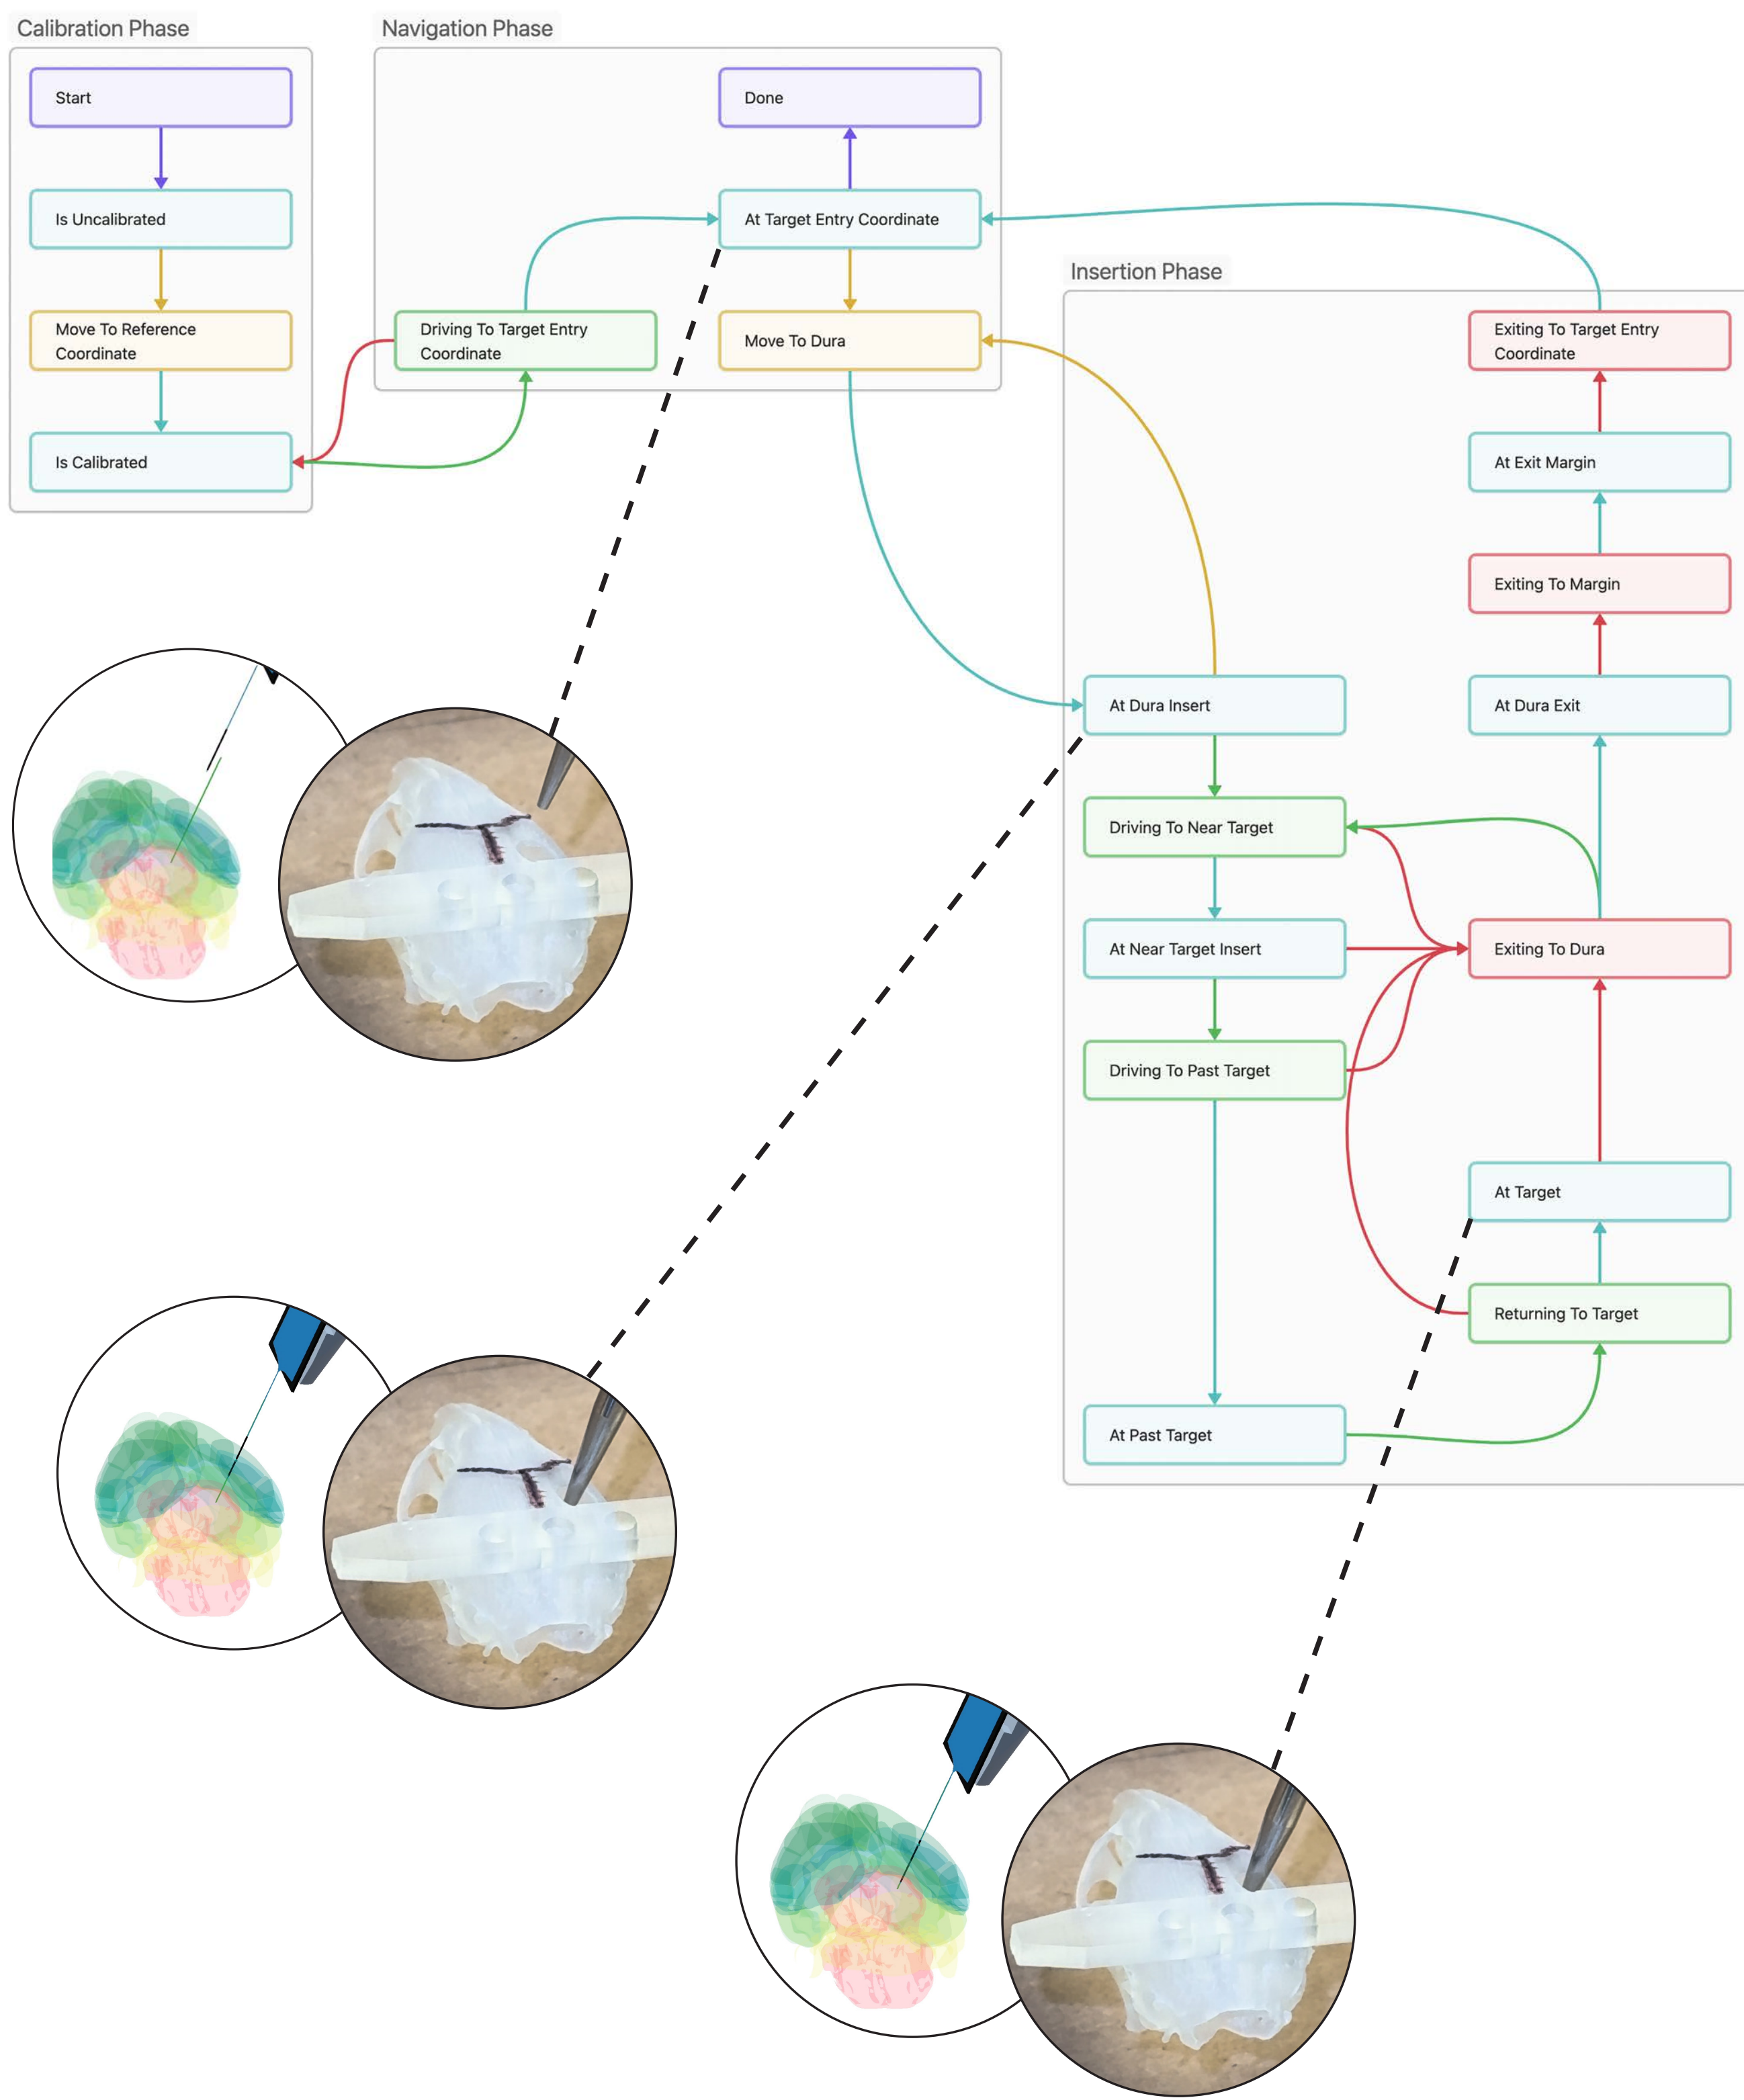 Calibration Phase
Start
Is Uncalibrated
Move To Reference
Coordinate
Is Calibrated
Navigation Phase
Done
At Target Entry Coordinate
Driving To Target Entry
Coordinate
Move To Dura
Insertion Phase
Exiting To Target Entry
Coordinate
At Exit Margin
Exiting To Margin
At Dura Insert
At Dura Exit
Driving To Near Target
At Near Target Insert
Exiting To Dura
Driving To Past Target
At Target
Returning To Target
At Past Target